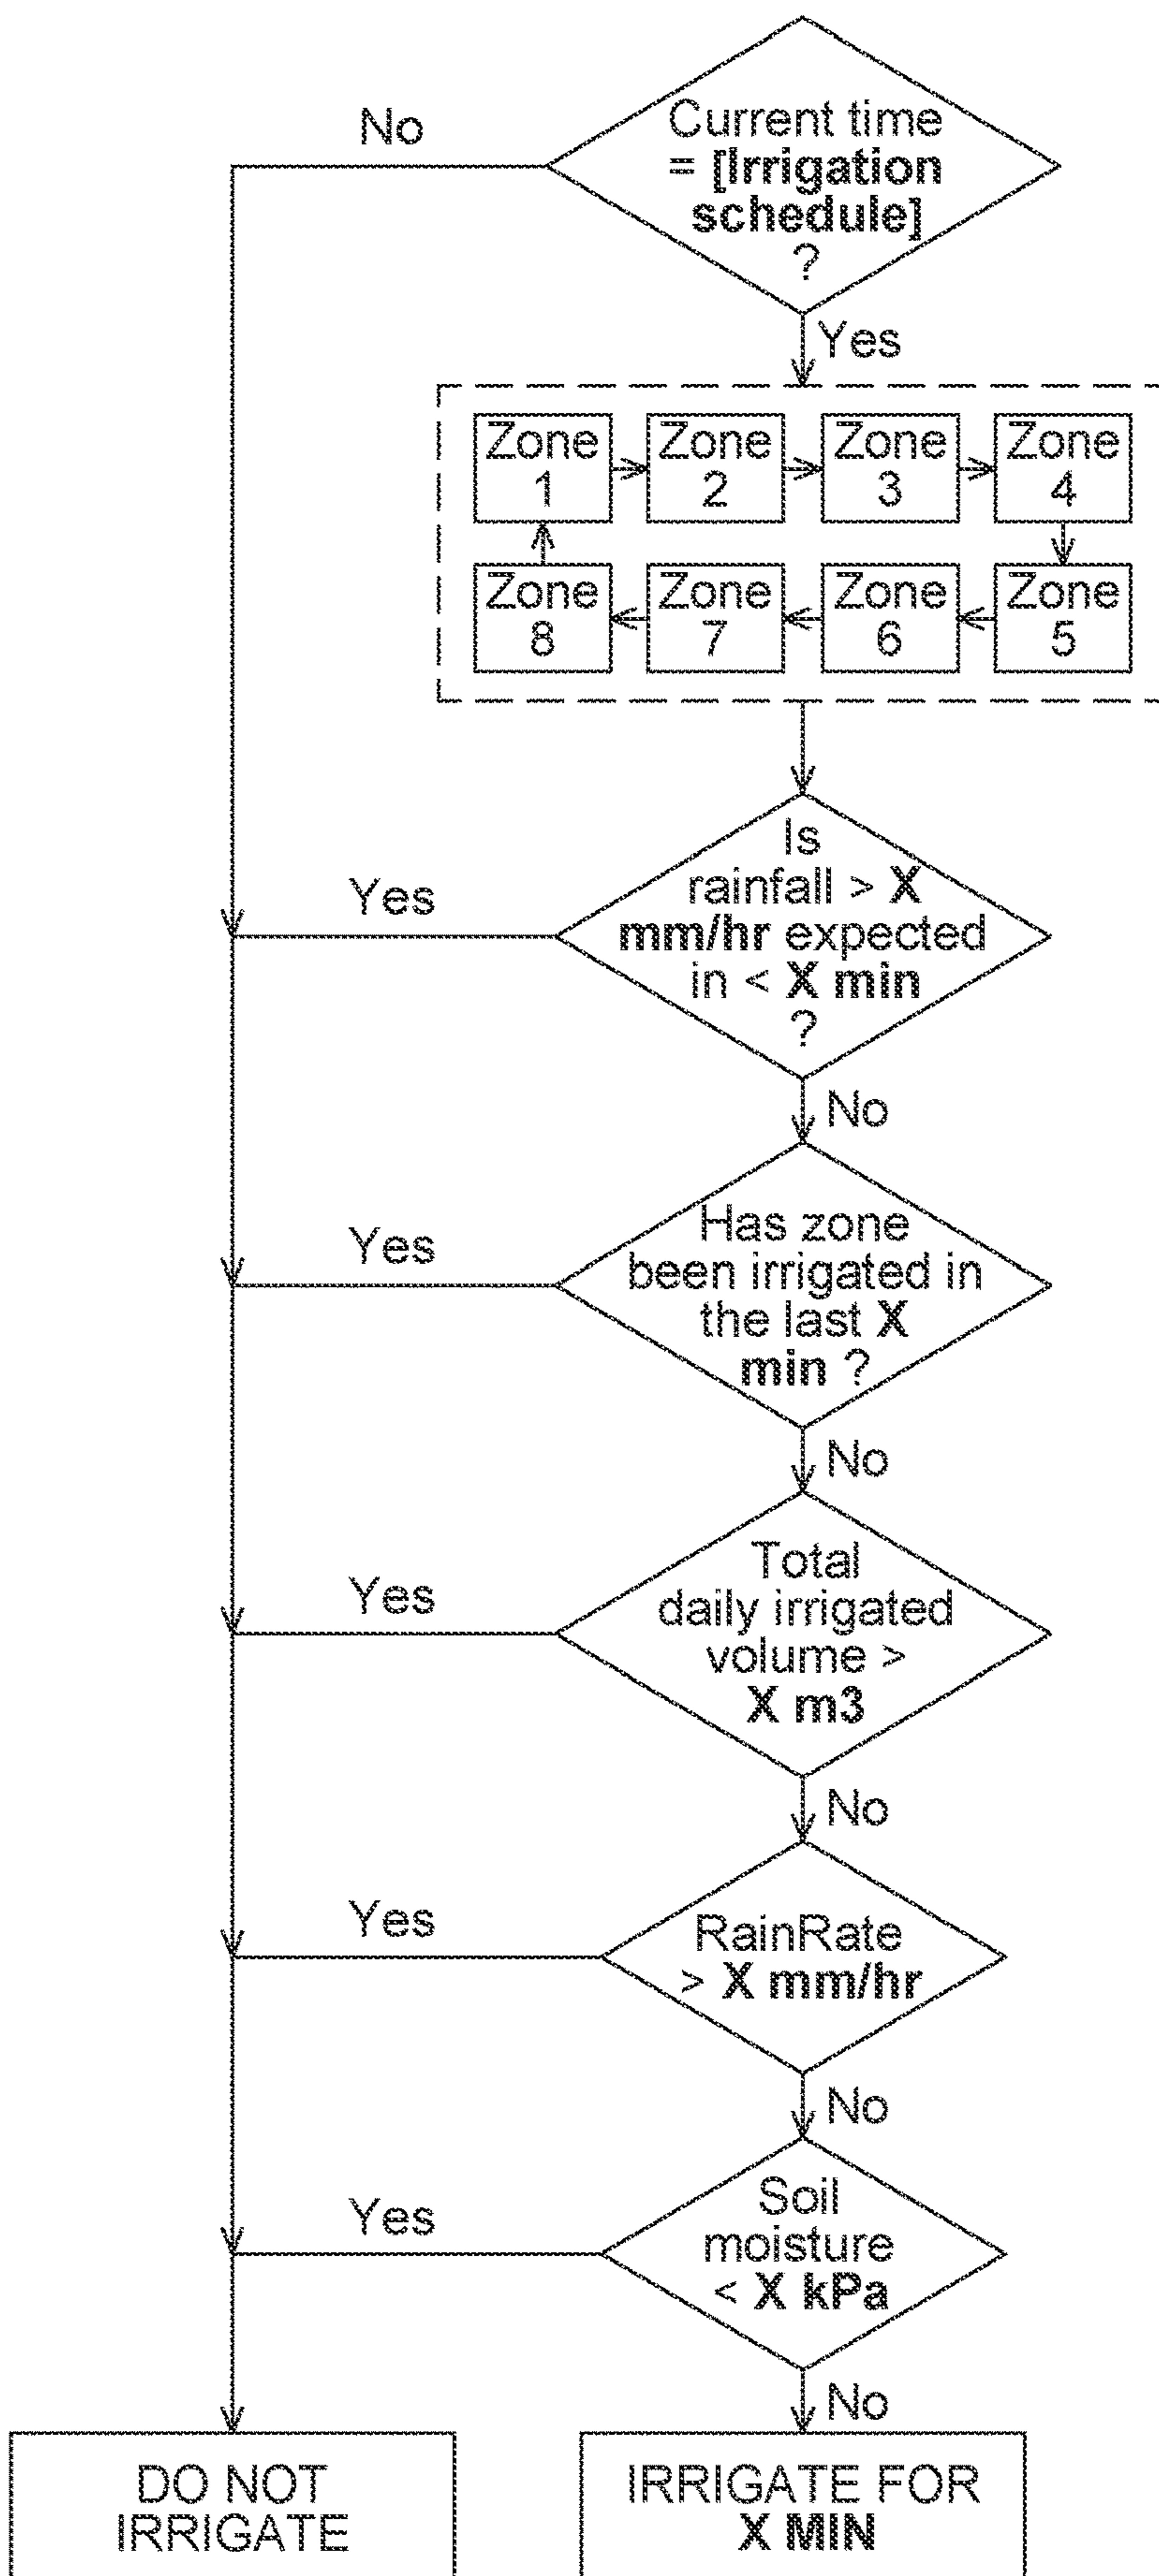 No
Current time
= [Irrigation
schedule]
?
Yes
Zone
1
Zone
2
Zone
3
Zone
4
Zone
8
Zone
7
Zone
6
Zone
5
Is
rainfall > X
mm/hr expected
in < X min
?
Yes
No
Has zone
been irrigated in
the last X
min ?
Yes
No
Total
daily irrigated
volume >
X m3
Yes
No
RainRate
> X mm/hr
Yes
No
Soil
moisture
< X kPa
Yes
No
DO NOT
IRRIGATE
IRRIGATE FOR
X MIN